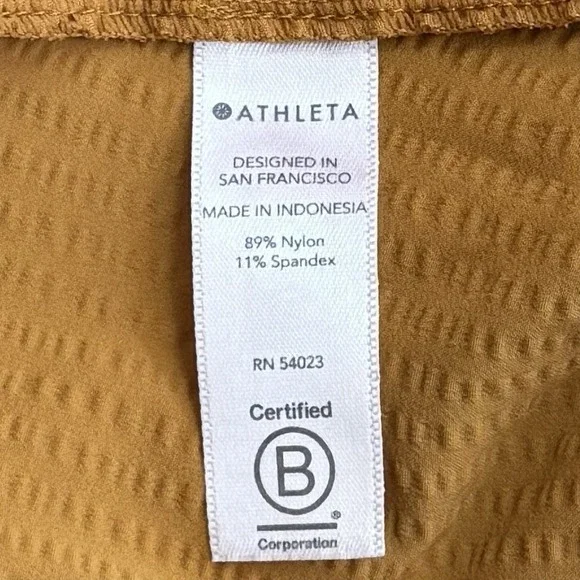 ATHLETA
DESIGNED IN
SAN FRANCISCO
MADE IN INDONESIA
89% Nylon
11% Spandex
RN 54023
Certified
B
®
Corporation